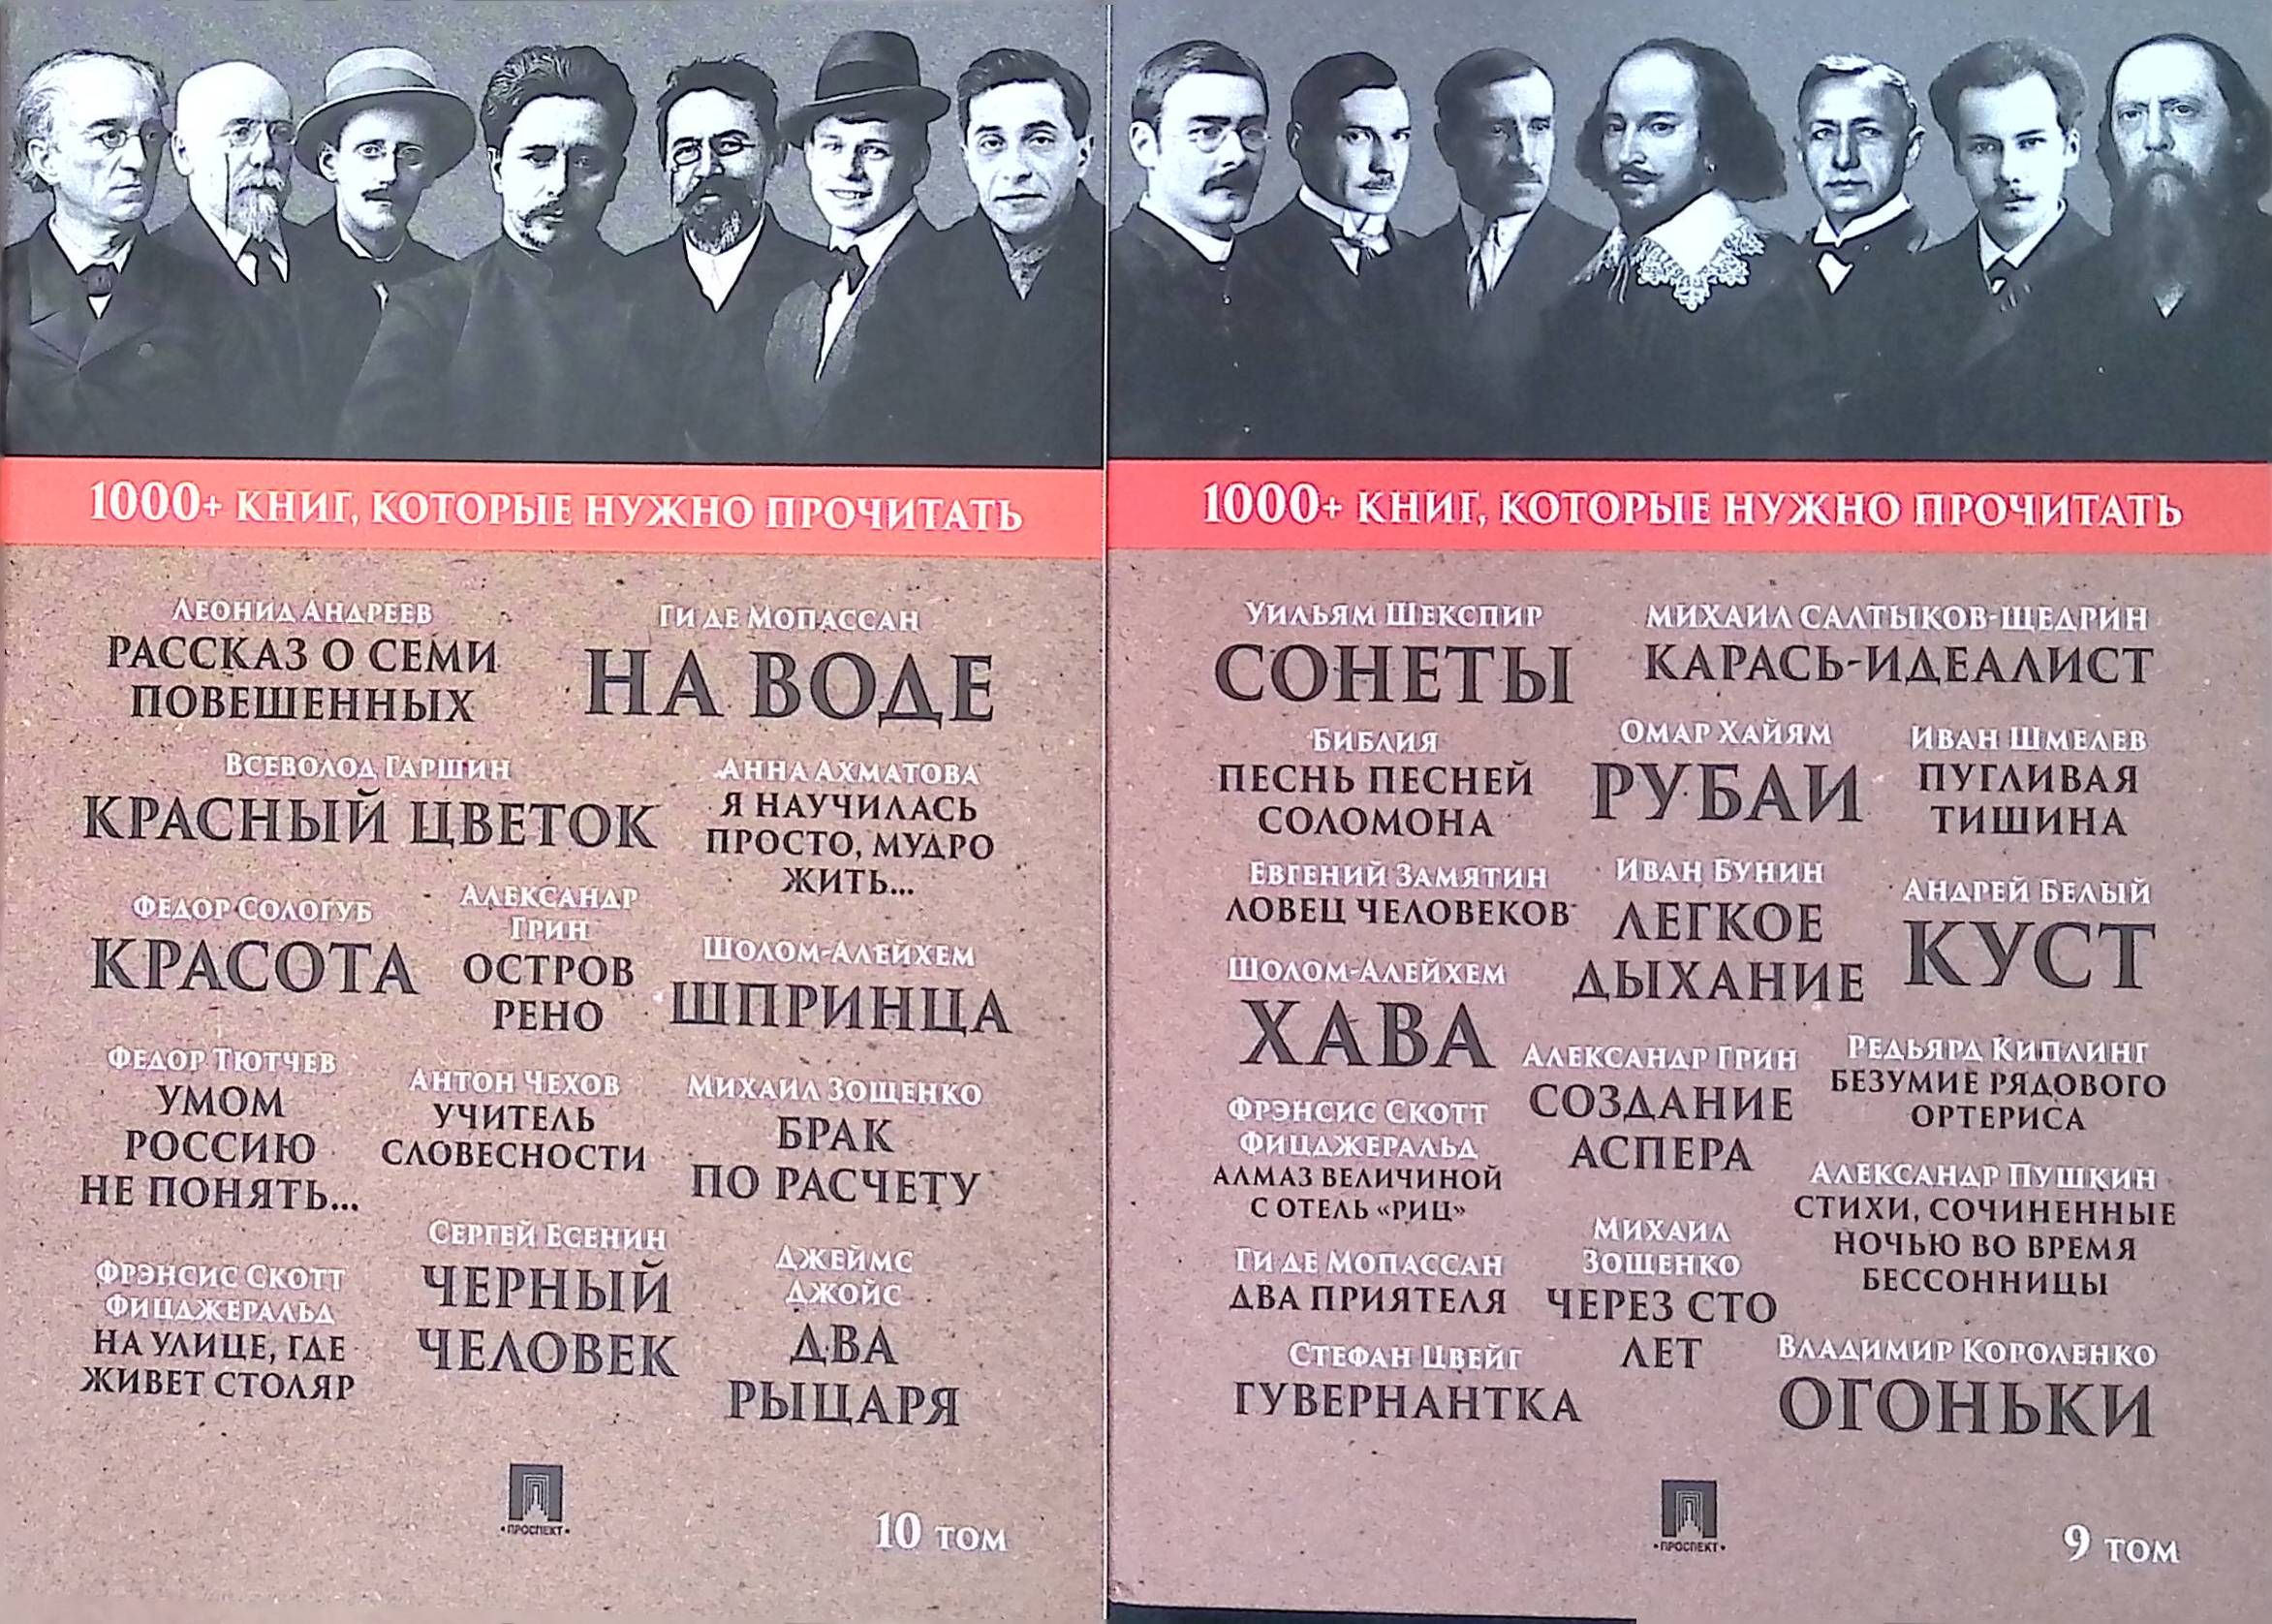 1000+ КНИГ, КОТОРЫЕ НУЖНО ПРОЧИТАТЬ
ЛЕОНИД АНДРЕЕВ
РАССКАЗ О СЕМИ
ПОВЕШЕННЫХ
ГИ ДЕ МОПАССАН
НА ВОДЕ
ВСЕВОЛОД ГАРШИН
КРАСНЫЙ ЦВЕТОК
АННА АХМАТОВА
Я НАУЧИЛАСЬ
ПРОСТО, МУДРО
ЖИТЬ...
ФЕДОР СОЛОГУБ
КРАСОТА
АЛЕКСАНДР
ГРИН
ОСТРОВ
РЕНО
ШОЛОМ-АЛЕЙХЕМ
ШПРИНЦА
ФЕДОР ТЮТЧЕВ
УМОМ
РОССИЮ
НЕ ПОНЯТЬ...
АНТОН ЧЕХОВ
УЧИТЕЛЬ
СЛОВЕСНОСТИ
МИХАИЛ ЗОЩЕНКО
БРАК
ПО РАСЧЕТУ
ФРЭНСИС СКОТТ
ФИЦДЖЕРАЛЬД
НА УЛИЦЕ, ГДЕ
ЖИВЕТ СТОЛЯР
СЕРГЕЙ ЕСЕНИН
ЧЕРНЫЙ
ЧЕЛОВЕК
ДЖЕЙМС
ДЖОЙС
ДВА
РЫЦАРЯ
•ПРОСПЕКТ•
10 ТОМ
1000+ КНИГ, КОТОРЫЕ НУЖНО ПРОЧИТАТЬ
УИЛЬЯМ ШЕКСПИР
СОНЕТЫ
МИХАИЛ САЛТЫКОВ-ЩЕДРИН
КАРАСЬ-ИДЕАЛИСТ
БИБЛИЯ
ПЕСНЬ ПЕСНЕЙ
СОЛОМОНА
ОМАР ХАЙЯМ
РУБАИ
ИВАН ШМЕЛЕВ
ПУГЛИВАЯ
ТИШИНА
ЕВГЕНИЙ ЗАМЯТИН
ЛОВЕЦ ЧЕЛОВЕКОВ
ИВАН БУНИН
ЛЕГКОЕ
ДЫХАНИЕ
АНДРЕЙ БЕЛЫЙ
КУСТ
ШОЛОМ-АЛЕЙХЕМ
ХАВА
АЛЕКСАНДР ГРИН
СОЗДАНИЕ
АСПЕРА
РЕДЬЯРД КИПЛИНГ
БЕЗУМИЕ РЯДОВОГО
ОРТЕРИСА
ФРЭНСИС СКОТТ
ФИЦДЖЕРАЛЬД
АЛМАЗ ВЕЛИЧИНОЙ
С ОТЕЛЬ «РИЦ»
АЛЕКСАНДР ПУШКИН
СТИХИ, СОЧИНЕННЫЕ
НОЧЬЮ ВО ВРЕМЯ
БЕССОННИЦЫ
ГИ ДЕ МОПАССАН
ДВА ПРИЯТЕЛЯ
МИХАИЛ
ЗОЩЕНКО
ЧЕРЕЗ СТО
ЛЕТ
СТЕФАН ЦВЕЙГ
ГУВЕРНАНТКА
ВЛАДИМИР КОРОЛЕНКО
ОГОНЬКИ
•ПРОСПЕКТ•
9 ТОМ